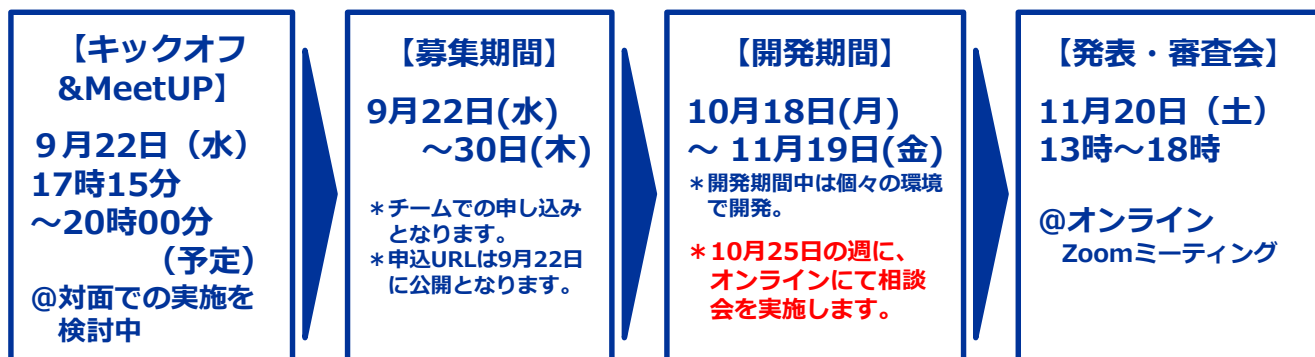 【キックオフ
&MeetUP】
９月22日（水）
17時15分
～20時00分
（予定）
@対面での実施を
検討中
【募集期間】
9月22日(水)
～30日(木)
＊チームでの申し込み
となります。
＊申込URLは9月22日
に公開となります。
【開発期間】
10月18日(月)
～ 11月19日(金)
＊開発期間中は個々の環境
で開発。
＊10月25日の週に、
オンラインにて相談
会を実施します。
【発表・審査会】
11月20日（土）
13時～18時
@オンライン
Zoomミーティング